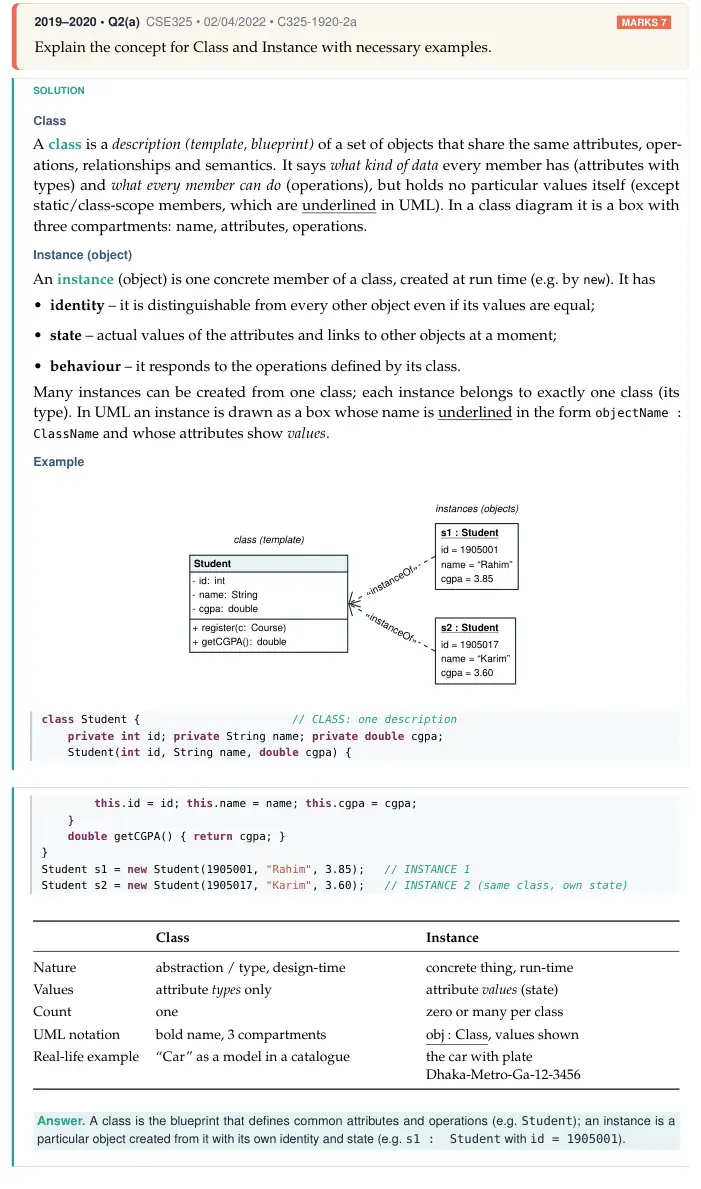 2019–2020 • Q2(a) CSE325 • 02/04/2022 • C325-1920-2a
MARKS 7
Explain the concept for Class and Instance with necessary examples.
SOLUTION
Class
A class is a description (template, blueprint) of a set of objects that share the same attributes, oper-
ations, relationships and semantics. It says what kind of data every member has (attributes with
types) and what every member can do (operations), but holds no particular values itself (except
static/class-scope members, which are underlined in UML). In a class diagram it is a box with
three compartments: name, attributes, operations.
Instance (object)
An instance (object) is one concrete member of a class, created at run time (e.g. by new). It has
• identity – it is distinguishable from every other object even if its values are equal;
• state – actual values of the attributes and links to other objects at a moment;
• behaviour – it responds to the operations defined by its class.
Many instances can be created from one class; each instance belongs to exactly one class (its
type). In UML an instance is drawn as a box whose name is underlined in the form objectName :
ClassName and whose attributes show values.
Example
instances (objects)
class (template)
Student
- id: int
- name: String
- cgpa: double
+ register(c: Course)
+ getCGPA(): double
«instanceOf»
«instanceOf»
s1 : Student
id = 1905001
name = “Rahim”
cgpa = 3.85
s2 : Student
id = 1905017
name = “Karim”
cgpa = 3.60
class Student { // CLASS: one description
private int id; private String name; private double cgpa;
Student(int id, String name, double cgpa) {
this.id = id; this.name = name; this.cgpa = cgpa;
}
double getCGPA() { return cgpa; }
}
Student s1 = new Student(1905001, "Rahim", 3.85); // INSTANCE 1
Student s2 = new Student(1905017, "Karim", 3.60); // INSTANCE 2 (same class, own state)
Class Instance
Nature abstraction / type, design-time concrete thing, run-time
Values attribute types only attribute values (state)
Count one zero or many per class
UML notation bold name, 3 compartments obj : Class, values shown
Real-life example “Car” as a model in a catalogue the car with plate
Dhaka-Metro-Ga-12-3456
Answer. A class is the blueprint that defines common attributes and operations (e.g. Student); an instance is a
particular object created from it with its own identity and state (e.g. s1 : Student with id = 1905001).